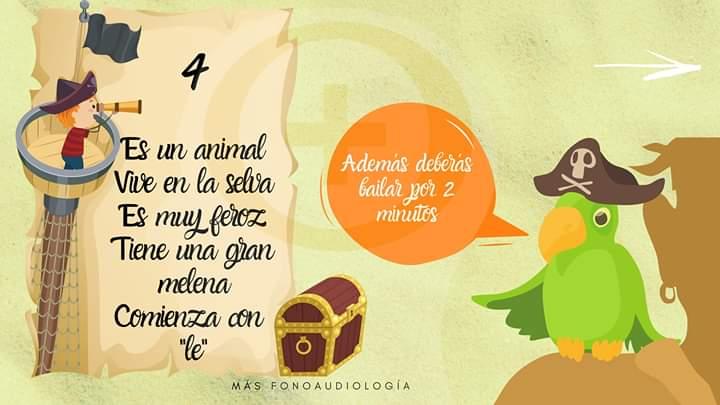 4
Es un animal
Vive en la selva
Es muy feroz
Tiene una gran
melena
Comienza con
"le"
Además deberás
bailar por 2
minutos
MÁS FONOAUDIOLOGÍA